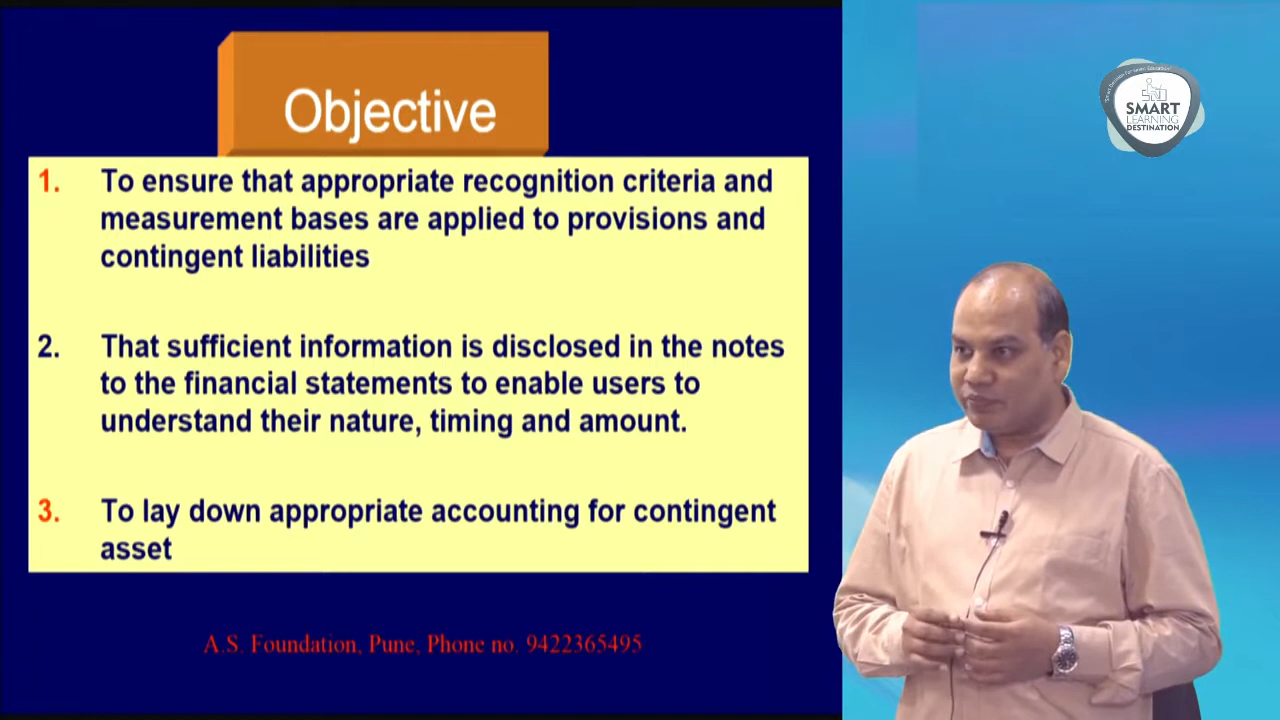 Objective
1. To ensure that appropriate recognition criteria and
measurement bases are applied to provisions and
contingent liabilities
2. That sufficient information is disclosed in the notes
to the financial statements to enable users to
understand their nature, timing and amount.
3. To lay down appropriate accounting for contingent
asset
A.S. Foundation, Pune, Phone no. 9422365495
SMART
LEARNING
DESTINATION